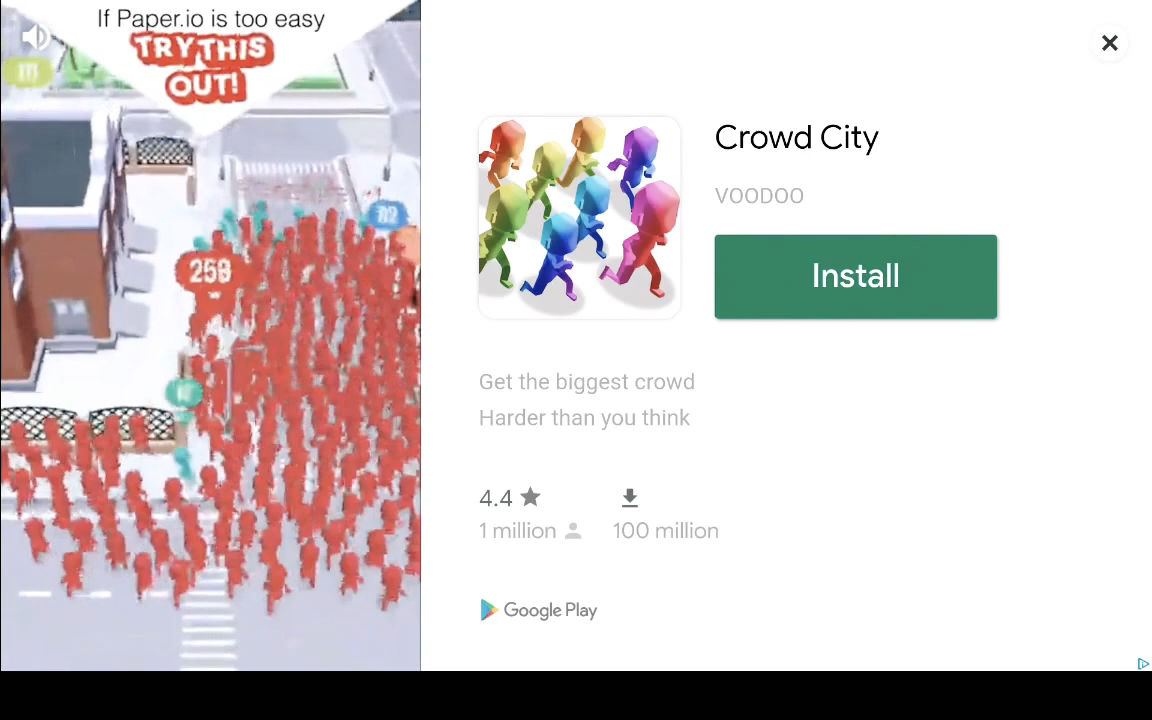 If Paper.io is too easy
TRY THIS
OUT!
258
Crowd City
VOODOO
Install
Get the biggest crowd
Harder than you think
4.4
1 million
100 million
Google Play